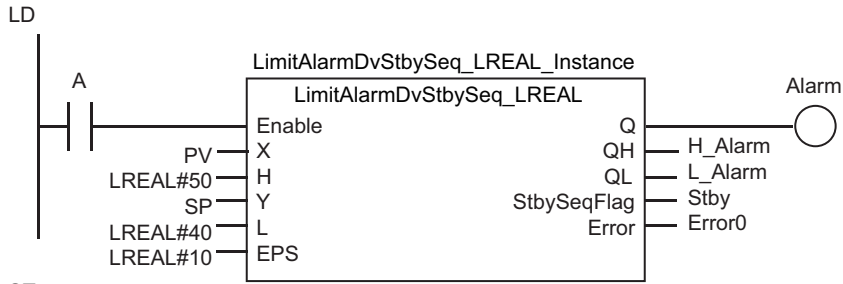 LD
LimitAlarmDvStbySeq_LREAL_Instance
A
LimitAlarmDvStbySeq_LREAL
Alarm
Enable
Q
PV
X
QH
H_Alarm
LREAL#50
H
QL
L_Alarm
SP
Y
StbySeqFlag
Stby
LREAL#40
L
Error
Error0
LREAL#10
EPS